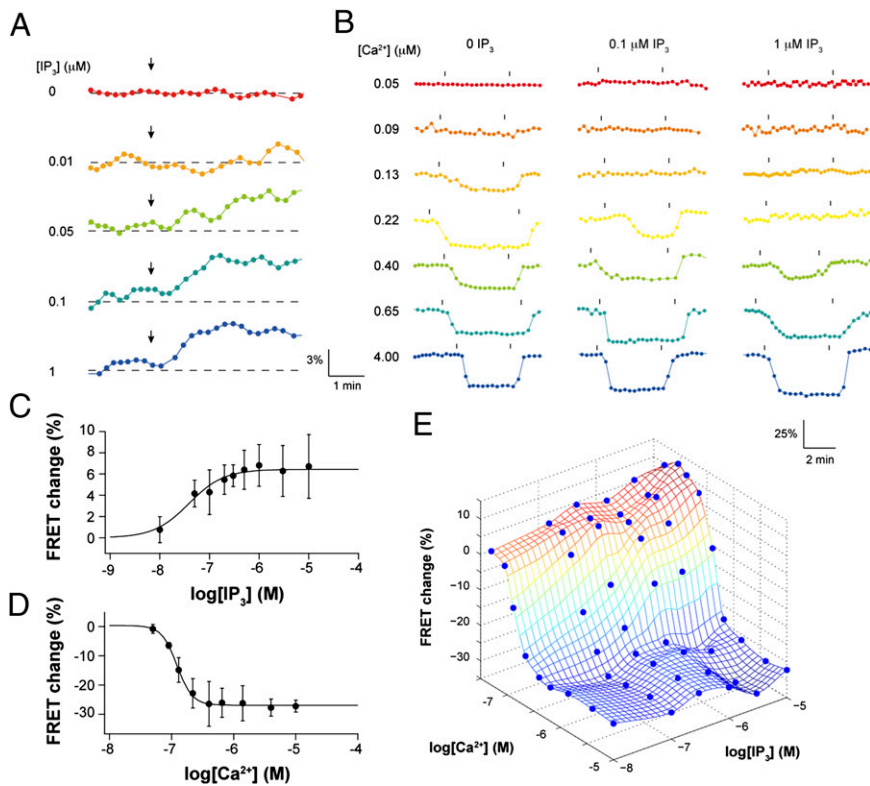 A
[IP3] (μM)
0
0.01
0.05
0.1
1
3%
1 min
B
[Ca²⁺] (μM)
0 IP3
0.1 μM IP3
1 μM IP3
0.05
0.09
0.13
0.22
0.40
0.65
4.00
25%
2 min
C
FRET change (%)
10
8
6
4
2
0
-9 -8 -7 -6 -5 -4
log[IP3] (M)
D
FRET change (%)
0
-10
-20
-30
-8 -7 -6 -5 -4
log[Ca²⁺] (M)
E
FRET change (%)
10
0
-10
-20
-30
-7
-6
-5
log[Ca²⁺] (M)
-8
-7
-6
-5
log[IP3] (M)